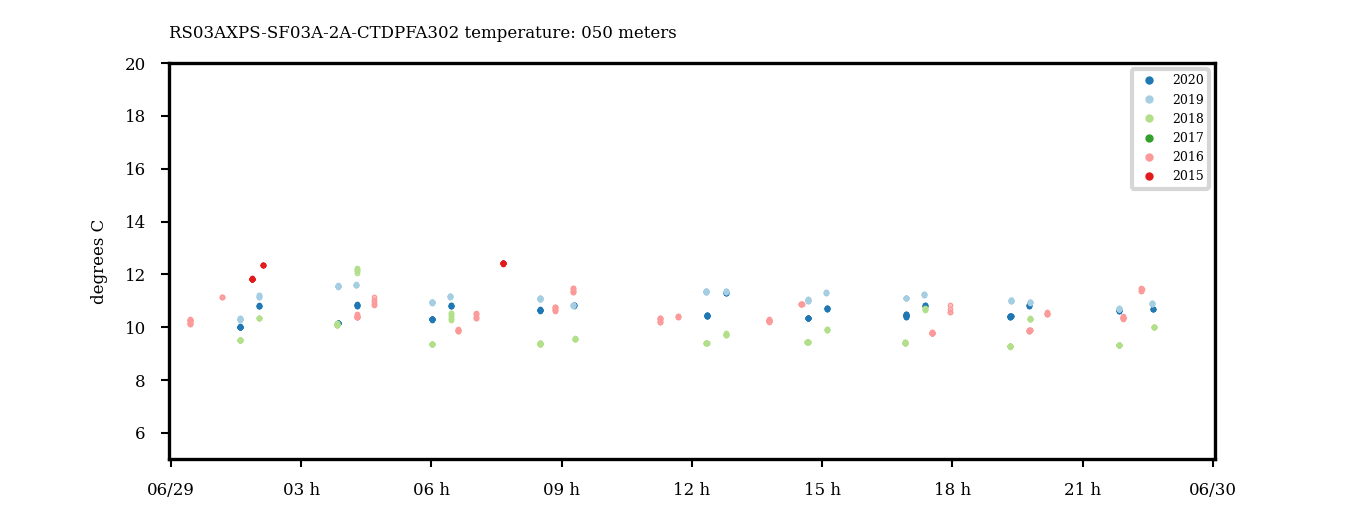 RS03AXPS-SF03A-2A-CTDPFA302 temperature: 050 meters
degrees C
20
18
16
14
12
10
8
6
06/29
03 h
06 h
09 h
12 h
15 h
18 h
21 h
06/30
2020
2019
2018
2017
2016
2015